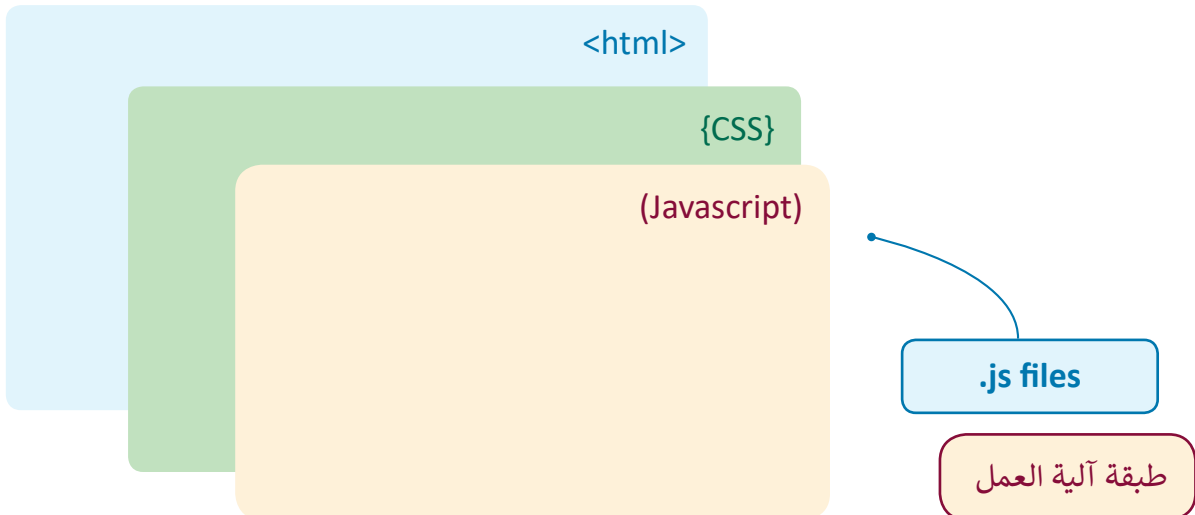 <html>
{CSS}
(Javascript)
.js files
طبقة آلية العمل